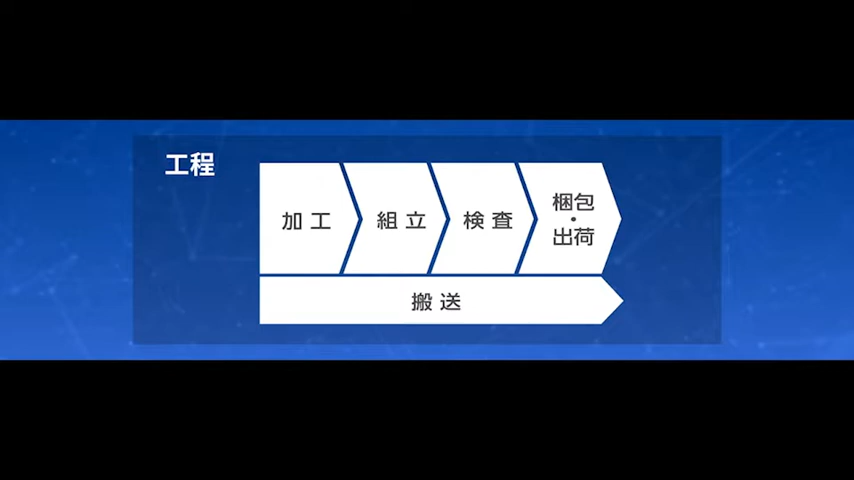 工程
加工
組立
検査
梱包
・
出荷
搬送